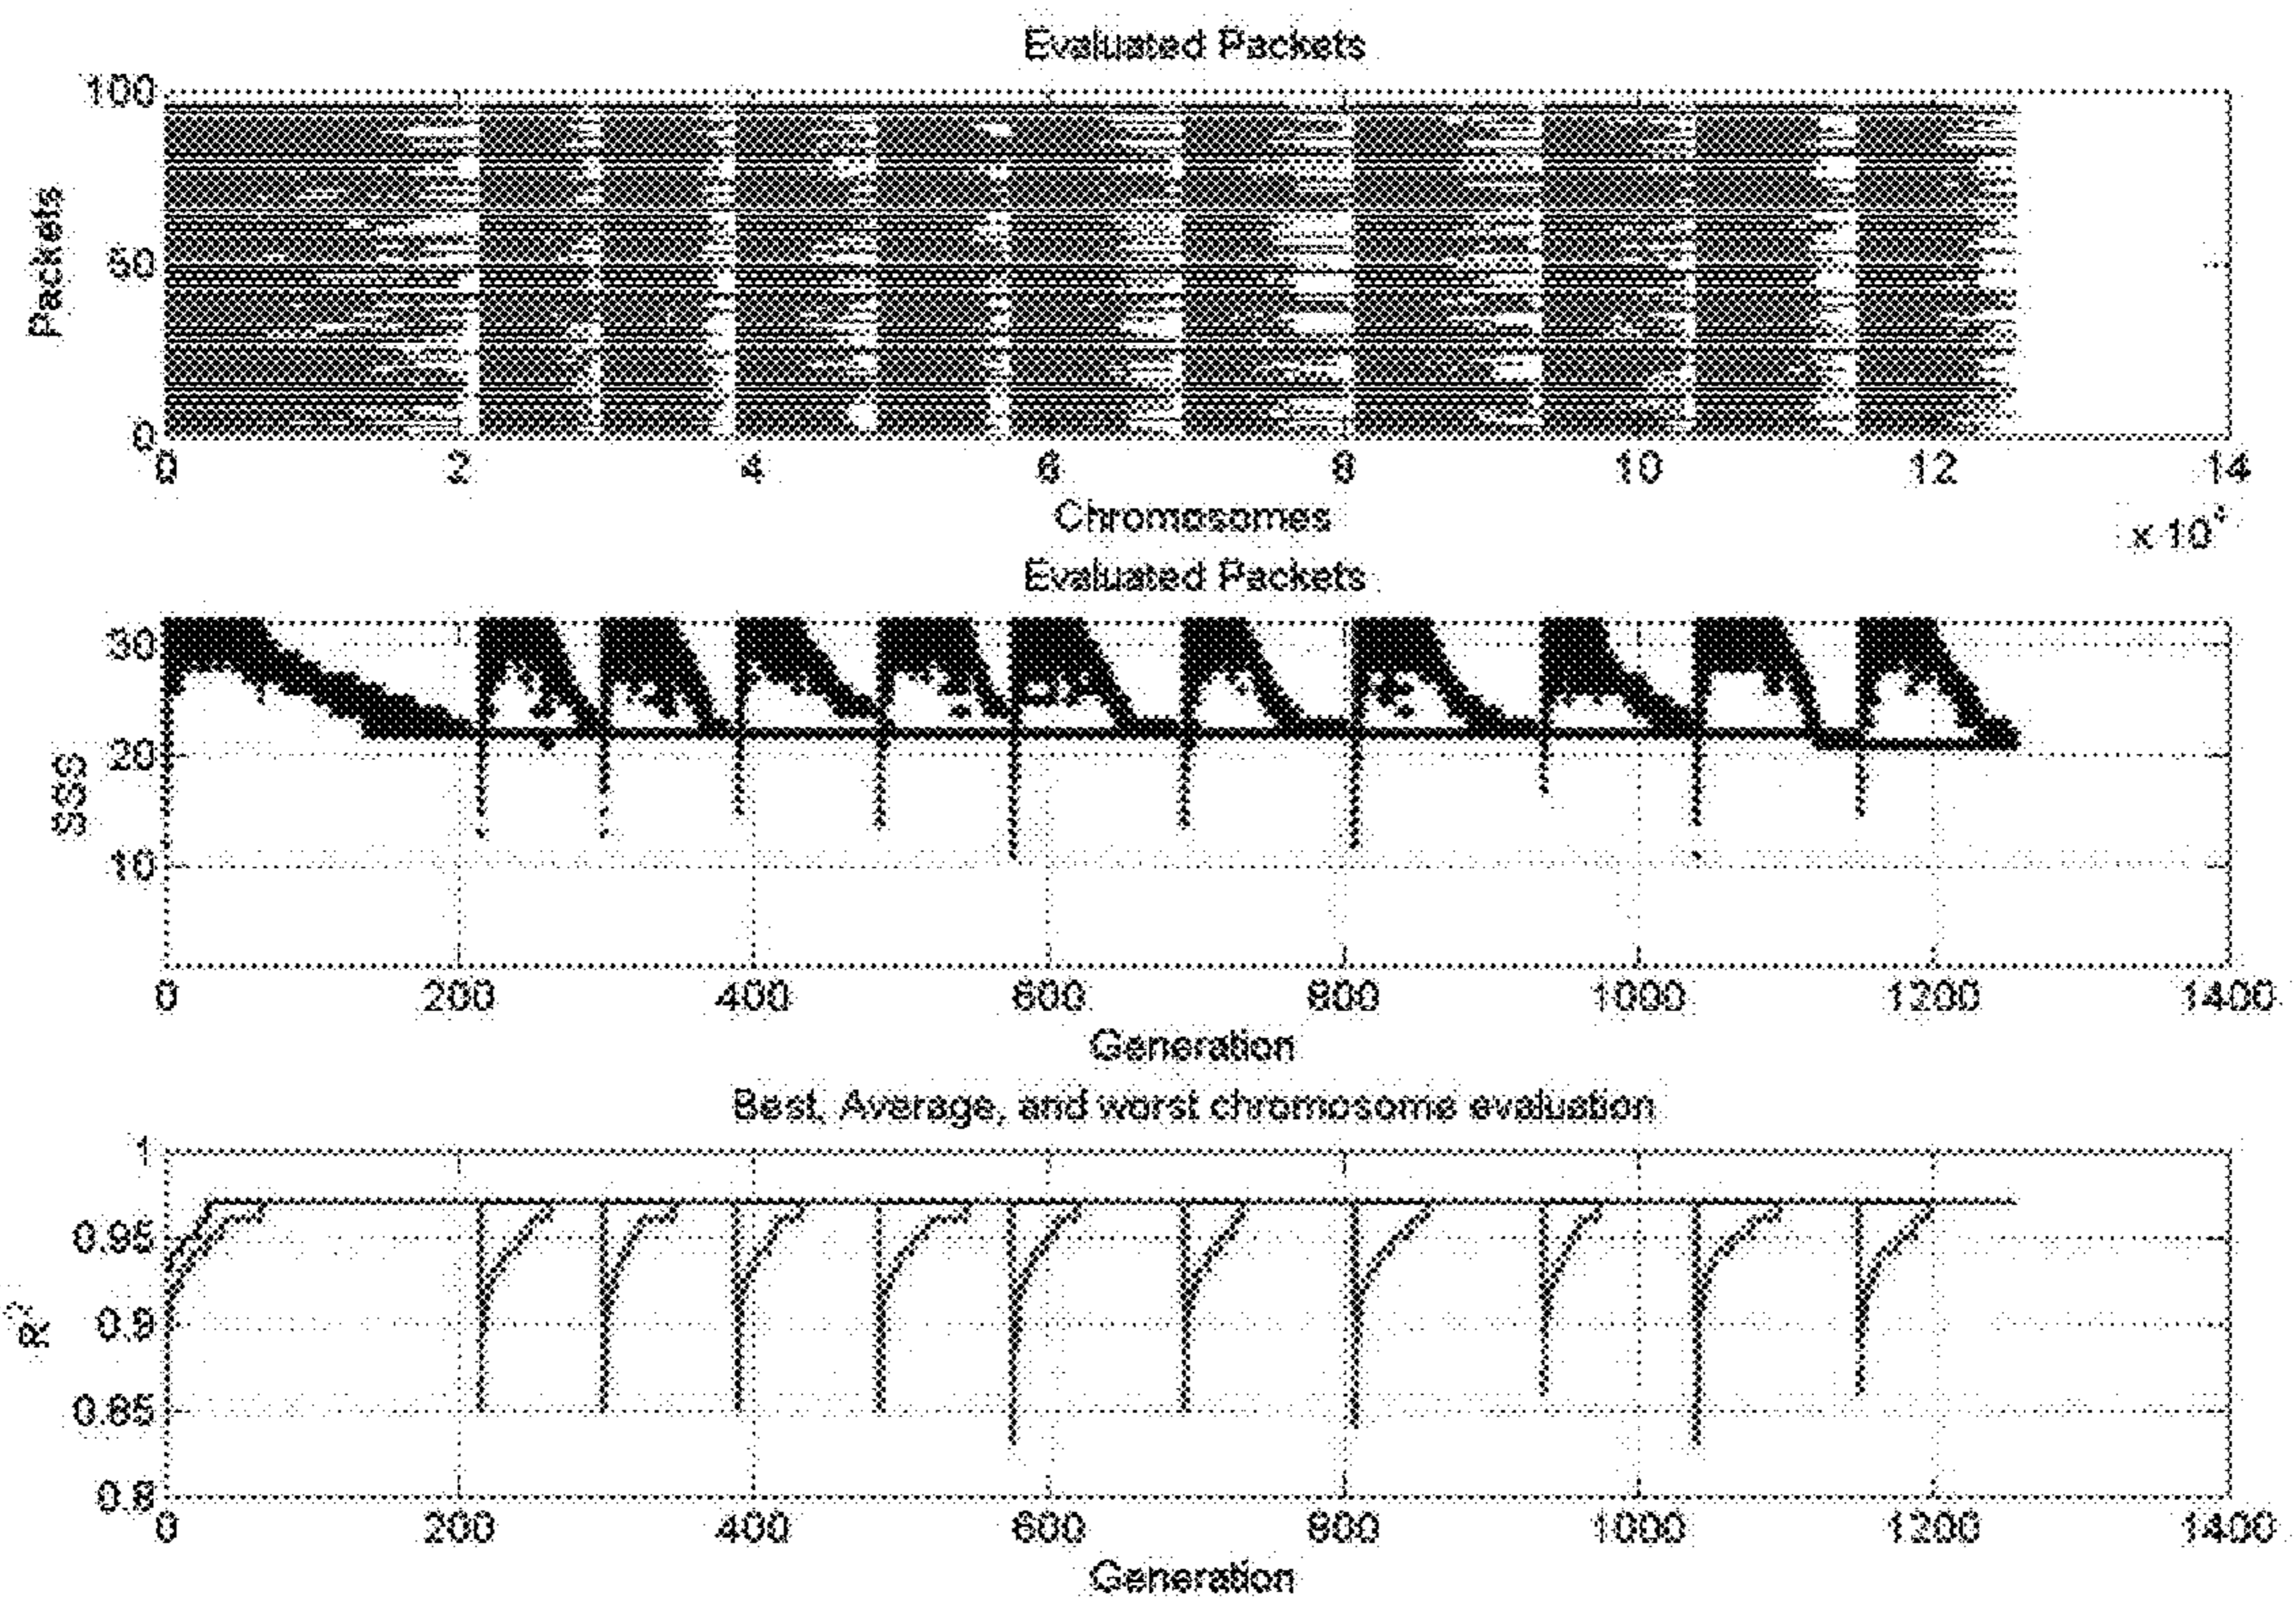 Evaluated Packets
100
50
0
Packets
0 2 4 6 8 10 12 14
Chromosomes
x 10⁴
Evaluated Packets
30
20
10
SSS
0 200 400 600 800 1000 1200 1400
Generation
Best, Average, and worst chromosome evaluation
1
0.95
0.9
0.85
0.8
R²
0 200 400 600 800 1000 1200 1400
Generation